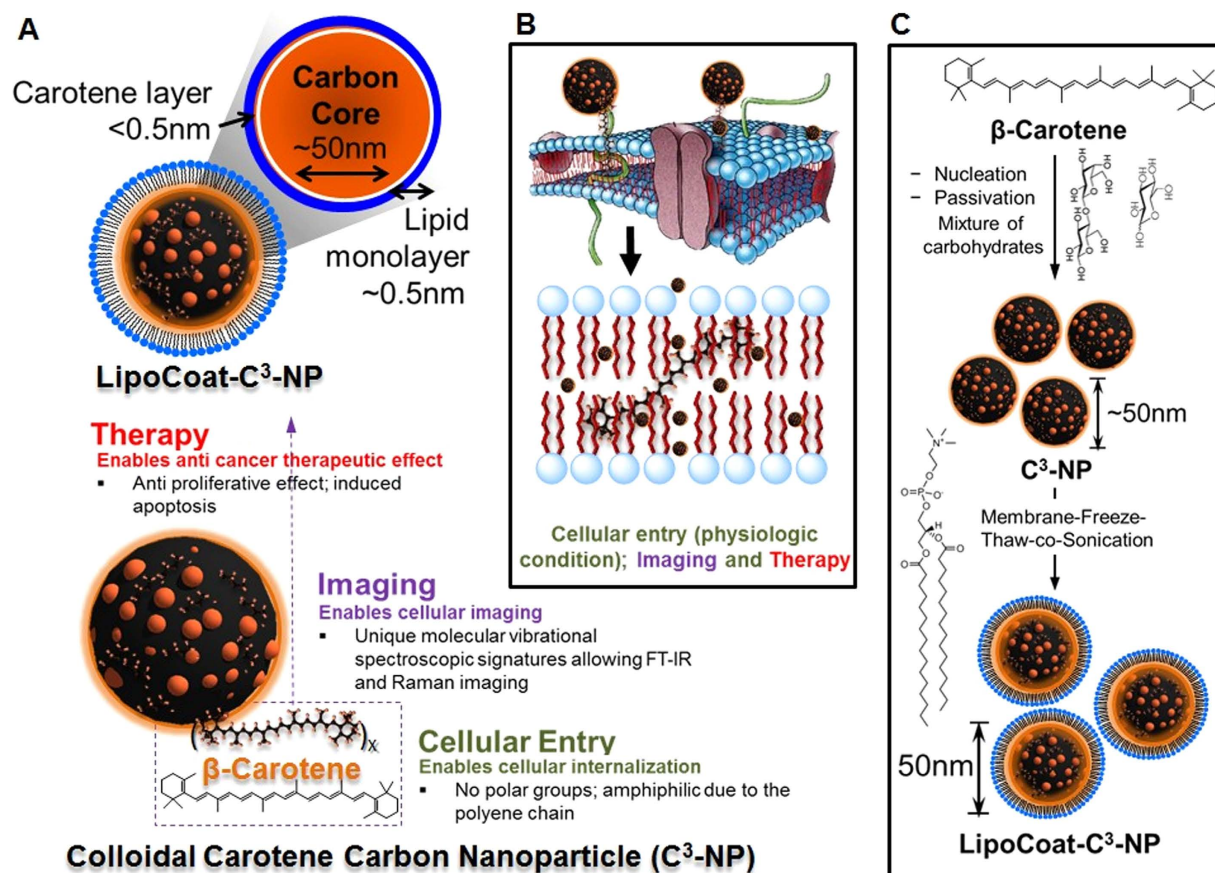 A
Carotene layer
<0.5nm
Carbon
Core
~50nm
Lipid
monolayer
~0.5nm
LipoCoat-C³-NP
Therapy
Enables anti cancer therapeutic effect
▪ Anti proliferative effect; induced
apoptosis
Imaging
Enables cellular imaging
▪ Unique molecular vibrational
spectroscopic signatures allowing FT-IR
and Raman imaging
( )x
β-Carotene
Cellular Entry
Enables cellular internalization
▪ No polar groups; amphiphilic due to the
polyene chain
Colloidal Carotene Carbon Nanoparticle (C³-NP)
B
Cellular entry (physiologic
condition); Imaging and Therapy
C
β-Carotene
– Nucleation
– Passivation
Mixture of
carbohydrates
~50nm
C³-NP
Membrane-Freeze-
Thaw-co-Sonication
50nm
LipoCoat-C³-NP